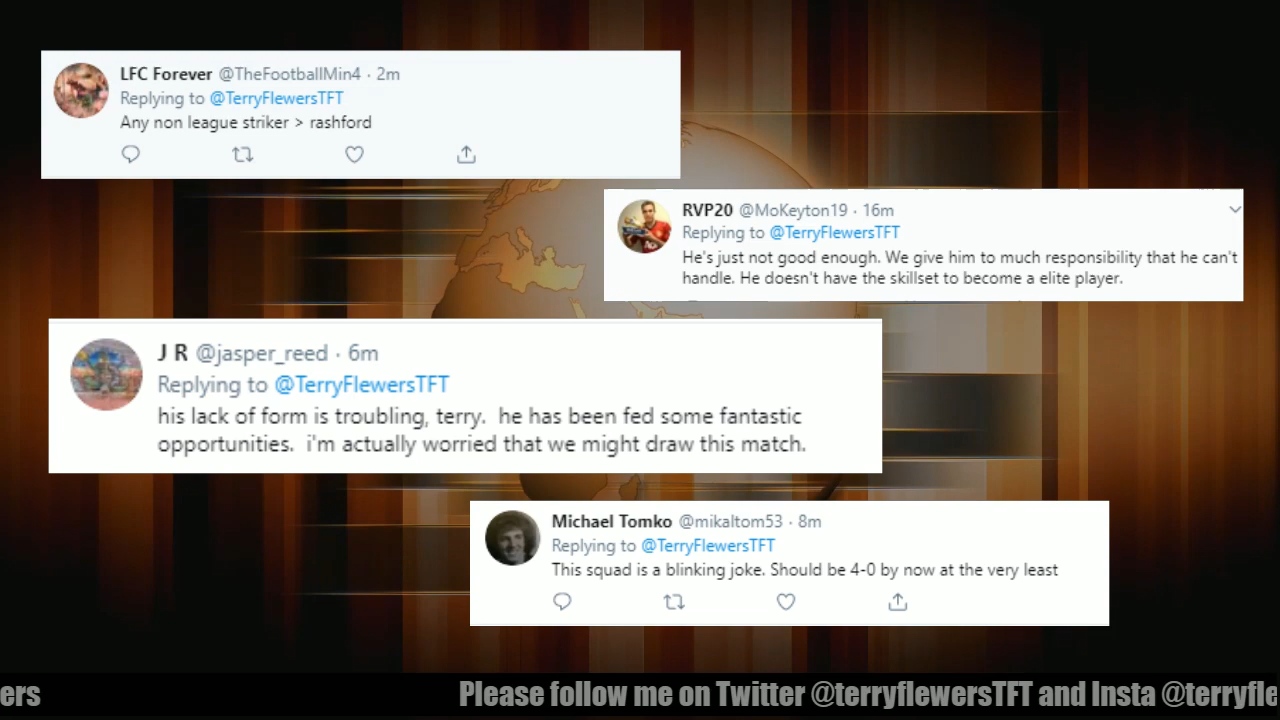 LFC Forever @TheFootballMin4 · 2m
Replying to @TerryFlewersTFT
Any non league striker > rashford
RVP20 @MoKeyton19 · 16m
Replying to @TerryFlewersTFT
He's just not good enough. We give him to much responsibility that he can't
handle. He doesn't have the skillset to become a elite player.
J R @jasper_reed · 6m
Replying to @TerryFlewersTFT
his lack of form is troubling, terry.  he has been fed some fantastic
opportunities.  i'm actually worried that we might draw this match.
Michael Tomko @mikaltom53 · 8m
Replying to @TerryFlewersTFT
This squad is a blinking joke. Should be 4-0 by now at the very least
ers Please follow me on Twitter @terryflewersTFT and Insta @terryfle